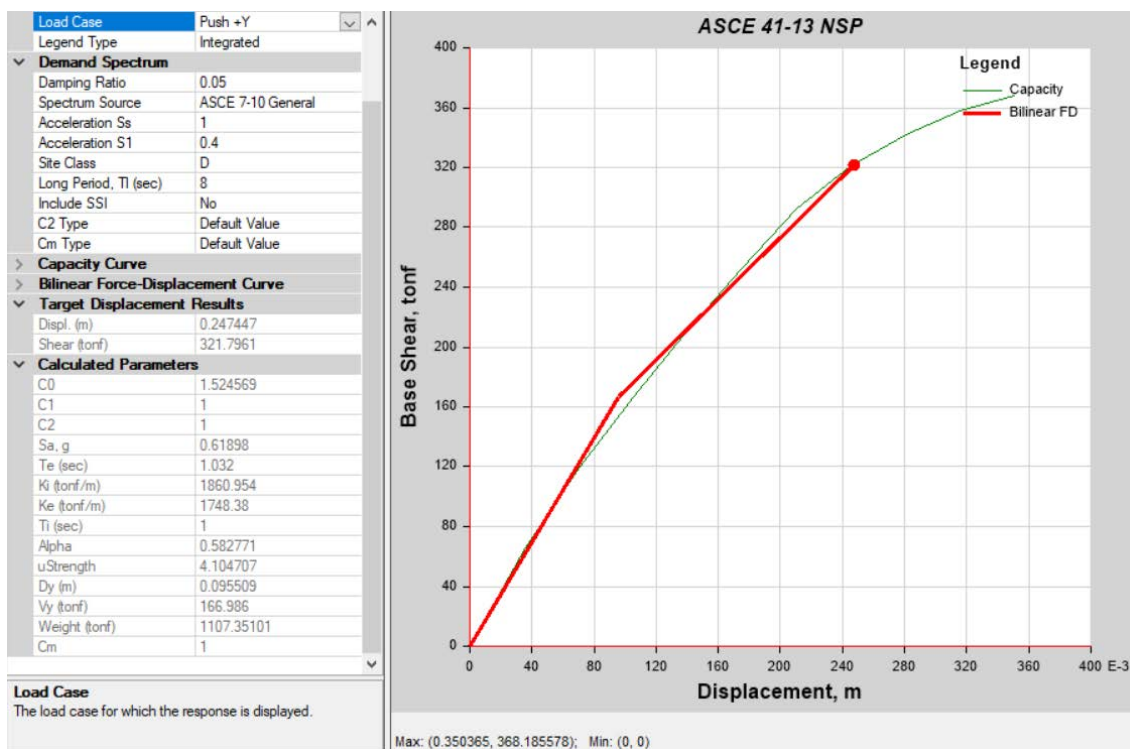 Load Case Push +Y
Legend Type Integrated
Demand Spectrum
Damping Ratio 0.05
Spectrum Source ASCE 7-10 General
Acceleration Ss 1
Acceleration S1 0.4
Site Class D
Long Period, Tl (sec) 8
Include SSI No
C2 Type Default Value
Cm Type Default Value
Capacity Curve
Bilinear Force-Displacement Curve
Target Displacement Results
Displ. (m) 0.247447
Shear (tonf) 321.7961
Calculated Parameters
C0 1.524569
C1 1
C2 1
Sa, g 0.61898
Te (sec) 1.032
Ki (tonf/m) 1860.954
Ke (tonf/m) 1748.38
Ti (sec) 1
Alpha 0.582771
uStrength 4.104707
Dy (m) 0.095509
Vy (tonf) 166.986
Weight (tonf) 1107.35101
Cm 1
Load Case
The load case for which the response is displayed.
ASCE 41-13 NSP
Legend
Capacity
Bilinear FD
Base Shear, tonf
400
360
320
280
240
200
160
120
80
40
0
0 40 80 120 160 200 240 280 320 360 400 E-3
Displacement, m
Max: (0.350365, 368.185578); Min: (0, 0)